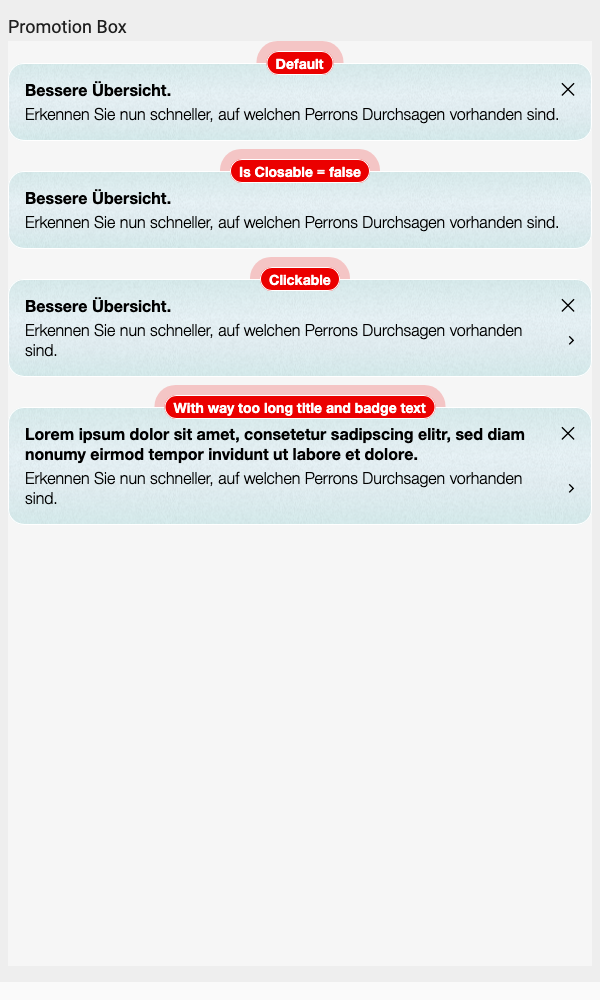 Promotion Box
Default
Bessere Übersicht.
Erkennen Sie nun schneller, auf welchen Perrons Durchsagen vorhanden sind.
Is Closable = false
Bessere Übersicht.
Erkennen Sie nun schneller, auf welchen Perrons Durchsagen vorhanden sind.
Clickable
Bessere Übersicht.
Erkennen Sie nun schneller, auf welchen Perrons Durchsagen vorhanden
sind.
With way too long title and badge text
Lorem ipsum dolor sit amet, consetetur sadipscing elitr, sed diam
nonumy eirmod tempor invidunt ut labore et dolore.
Erkennen Sie nun schneller, auf welchen Perrons Durchsagen vorhanden
sind.